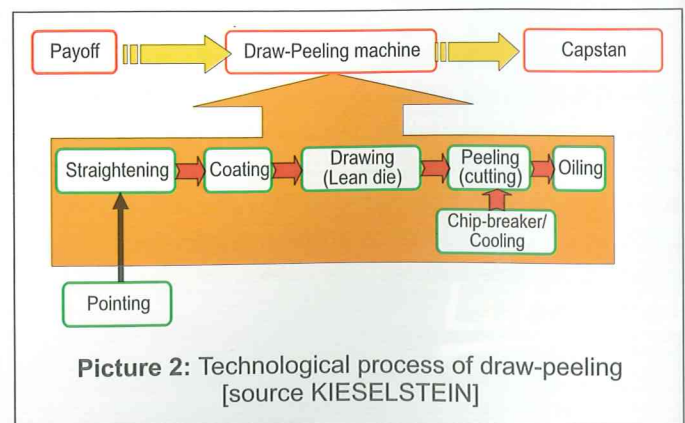 Payoff
Draw-Peeling machine
Capstan
Straightening
Coating
Drawing
(Lean die)
Peeling
(cutting)
Oiling
Chip-breaker/
Cooling
Pointing
Picture 2: Technological process of draw-peeling
[source KIESELSTEIN]